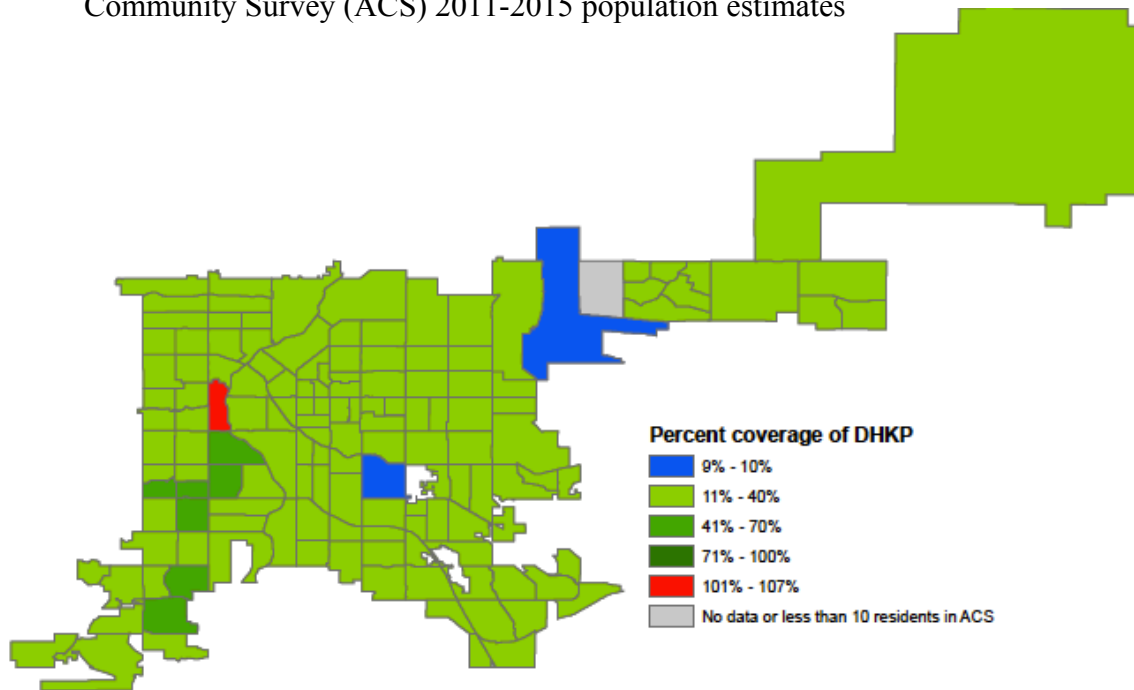 Community Survey (ACS) 2011-2015 population estimates
Percent coverage of DHKP
9% - 10%
11% - 40%
41% - 70%
71% - 100%
101% - 107%
No data or less than 10 residents in ACS